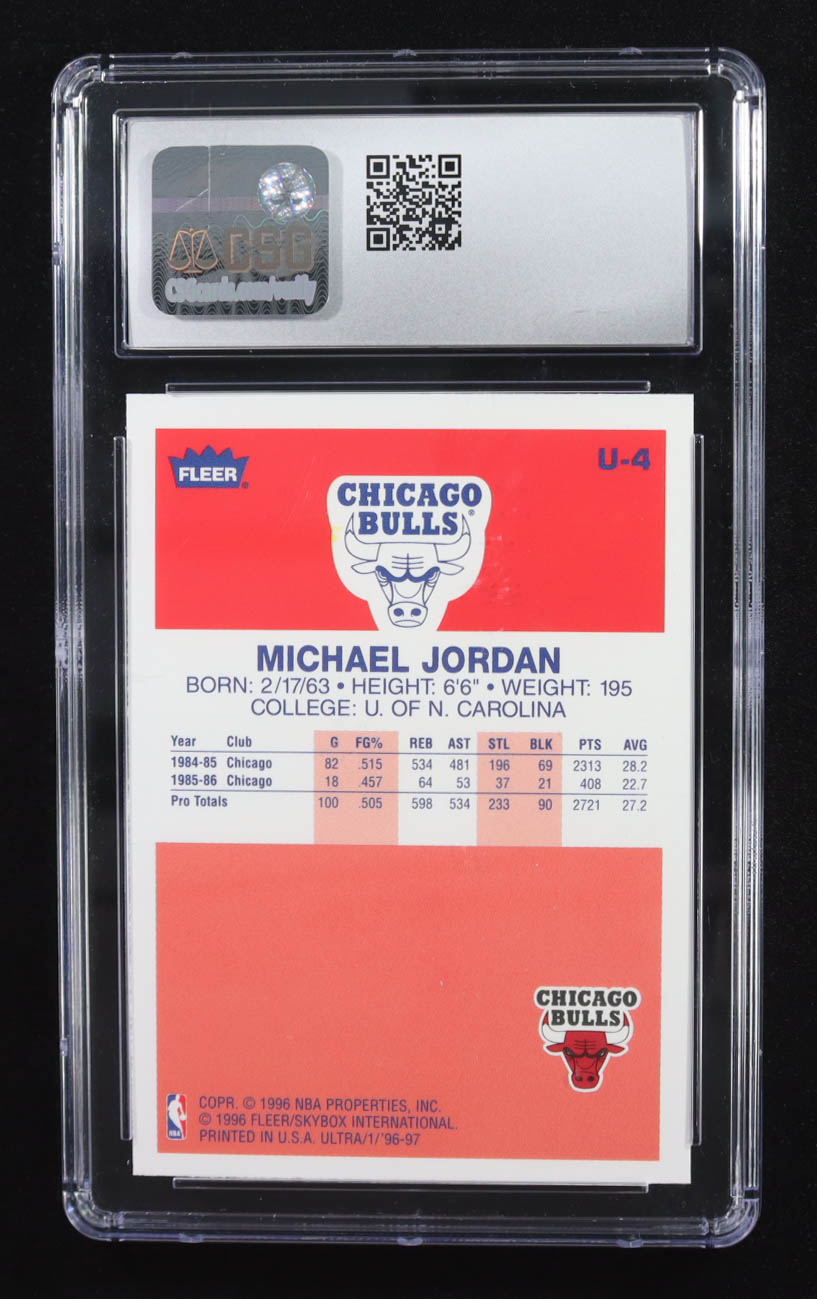 CSG
FLEER®
U-4
CHICAGO
BULLS®
MICHAEL JORDAN
BORN: 2/17/63 • HEIGHT: 6'6" • WEIGHT: 195
COLLEGE: U. OF N. CAROLINA
Year Club G FG% REB AST STL BLK PTS AVG
1984-85 Chicago 82 .515 534 481 196 69 2313 28.2
1985-86 Chicago 18 .457 64 53 37 21 408 22.7
Pro Totals 100 .505 598 534 233 90 2721 27.2
CHICAGO
BULLS
NBA
COPR. © 1996 NBA PROPERTIES, INC.
© 1996 FLEER/SKYBOX INTERNATIONAL.
PRINTED IN U.S.A. ULTRA/1/'96-97